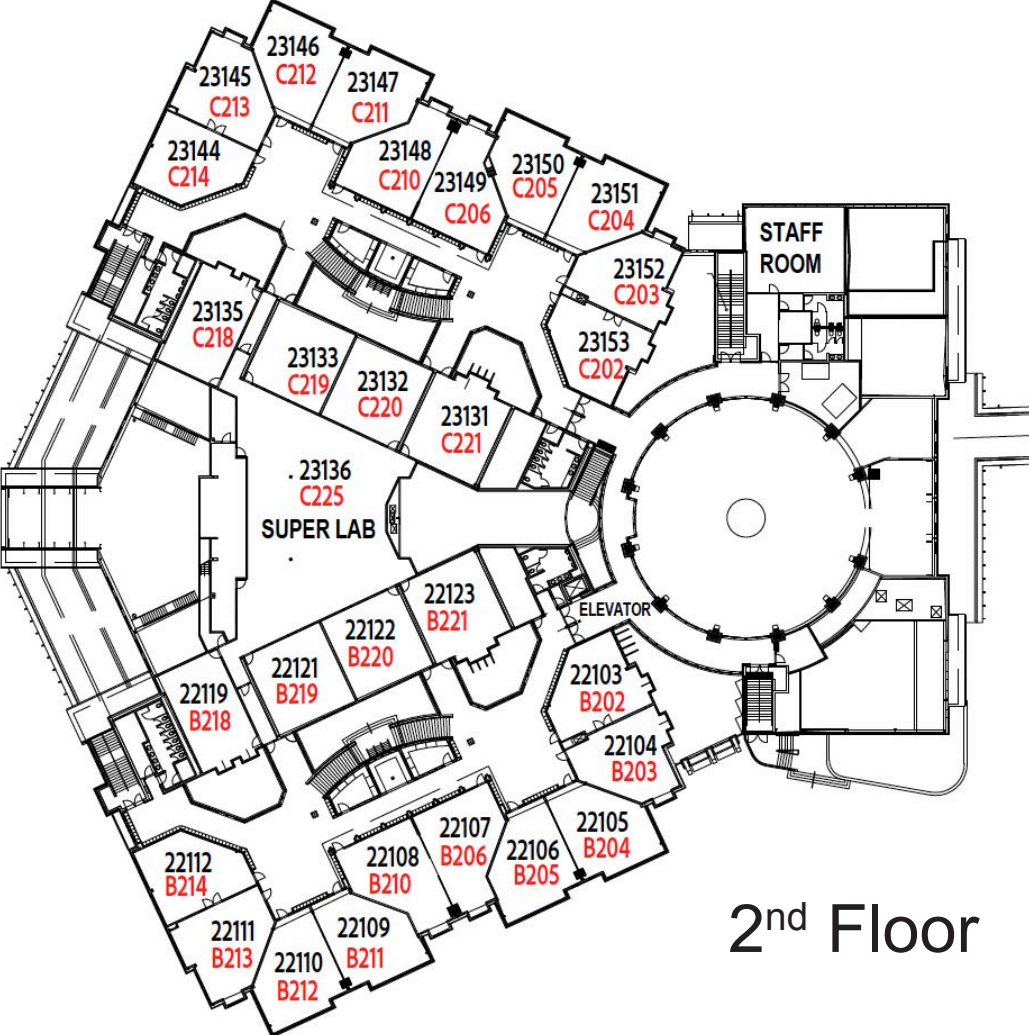 23146
C212
23147
C211
23145
C213
23144
C214
23148
C210
23149
C206
23150
C205
23151
C204
STAFF
ROOM
23152
C203
23153
C202
23135
C218
23133
C219
23132
C220
23131
C221
23136
C225
SUPER LAB
22123
B221
ELEVATOR
22122
B220
22121
B219
22119
B218
22103
B202
22104
B203
22105
B204
22106
B205
22107
B206
22108
B210
22112
B214
22111
B213
22109
B211
22110
B212
2nd Floor